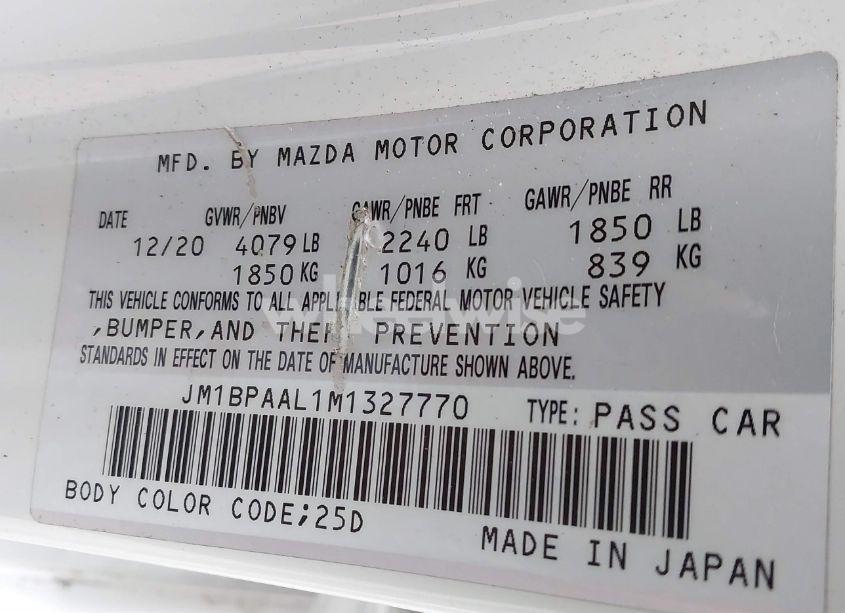 MFD. BY MAZDA MOTOR CORPORATION
DATE GVWR/PNBV GAWR/PNBE FRT GAWR/PNBE RR
12/20 4079 LB 2240 LB 1850 LB
1850 KG 1016 KG 839 KG
THIS VEHICLE CONFORMS TO ALL APPLICABLE FEDERAL MOTOR VEHICLE SAFETY
,BUMPER,AND THEFT PREVENTION
STANDARDS IN EFFECT ON THE DATE OF MANUFACTURE SHOWN ABOVE.
JM1BPAAL1M1327770 TYPE: PASS CAR
BODY COLOR CODE;25D
MADE IN JAPAN
wheelwise